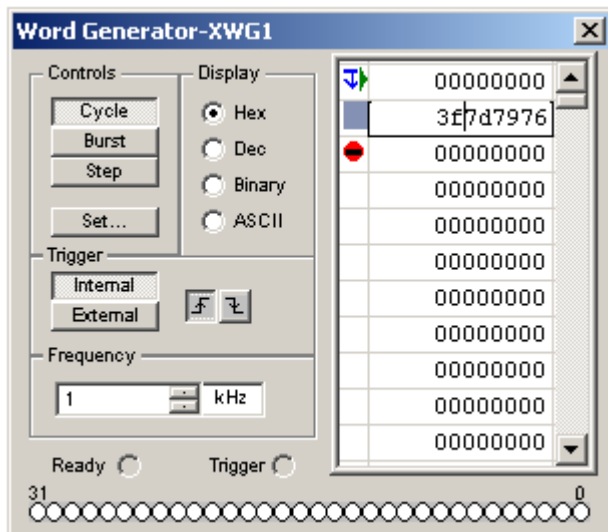 Word Generator-XWG1
Controls
Cycle
Burst
Step
Set...
Display
Hex
Dec
Binary
ASCII
Trigger
Internal
External
Frequency
1 kHz
Ready Trigger
31 0
00000000
3f7d7976
00000000
00000000
00000000
00000000
00000000
00000000
00000000
00000000
00000000